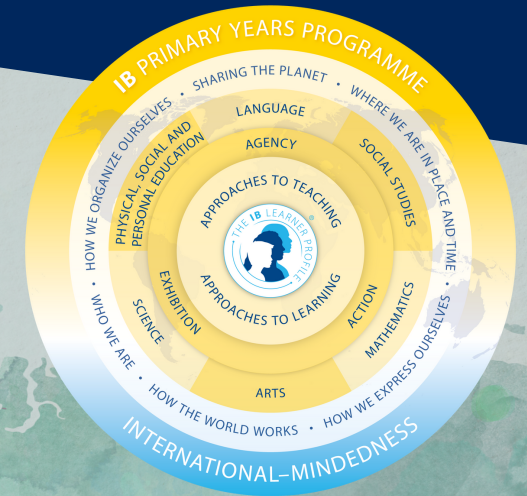 IB PRIMARY YEARS PROGRAMME
SHARING THE PLANET •
WHERE WE ARE IN PLACE AND TIME •
HOW WE EXPRESS OURSELVES •
HOW THE WORLD WORKS •
WHO WE ARE •
HOW WE ORGANIZE OURSELVES •
LANGUAGE
SOCIAL STUDIES
MATHEMATICS
ARTS
SCIENCE
PHYSICAL, SOCIAL AND
PERSONAL EDUCATION
AGENCY
ACTION
EXHIBITION
APPROACHES TO TEACHING
THE IB LEARNER PROFILE
®
APPROACHES TO LEARNING
INTERNATIONAL–MINDEDNESS